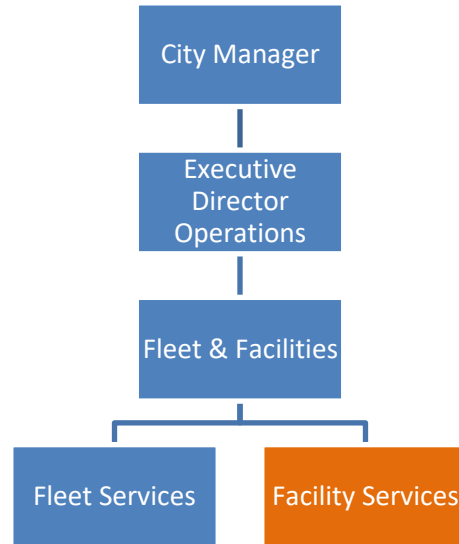 City Manager
Executive
Director
Operations
Fleet & Facilities
Fleet Services
Facility Services